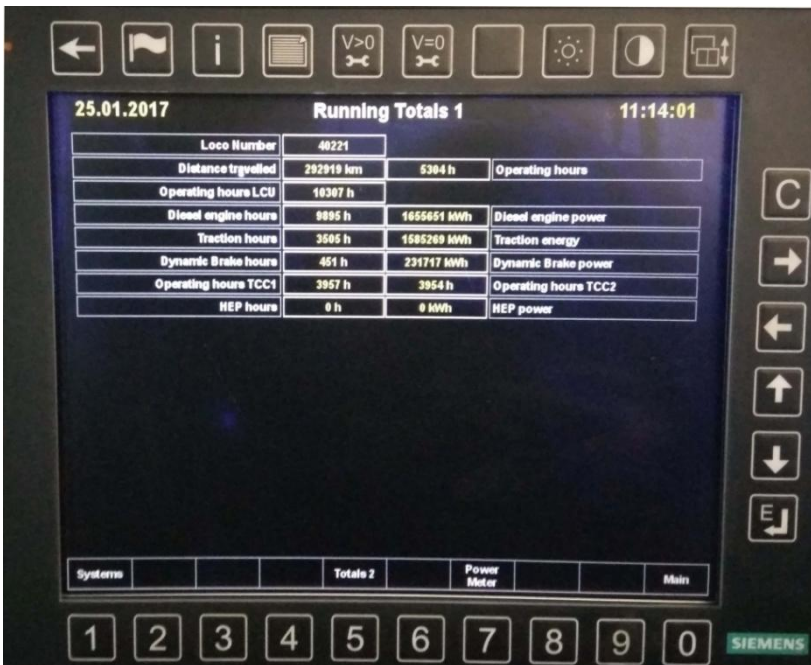 i V>0 V=0
25.01.2017 Running Totals 1 11:14:01
Loco Number 40221
Distance travelled 292919 km 5304 h Operating hours
Operating hours LCU 10307 h
Diesel engine hours 9895 h 1655651 kWh Diesel engine power
Traction hours 3505 h 1585269 kWh Traction energy
Dynamic Brake hours 451 h 231717 kWh Dynamic Brake power
Operating hours TCC1 3957 h 3954 h Operating hours TCC2
HEP hours 0 h 0 kWh HEP power
C
E
Systems Totals 2 Power Meter Main
1 2 3 4 5 6 7 8 9 0 SIEMENS